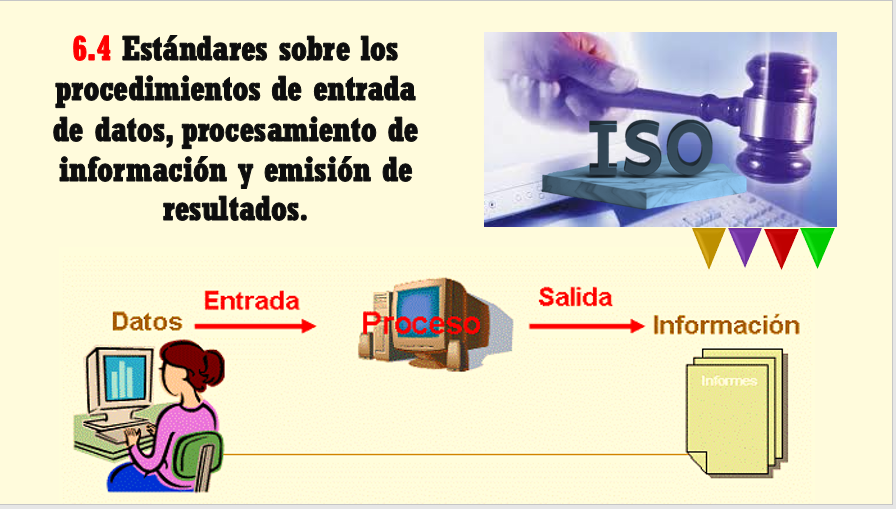 6.4 Estándares sobre los
procedimientos de entrada
de datos, procesamiento de
información y emisión de
resultados.
ISO
Datos
Entrada
Proceso
Salida
Información
Informes